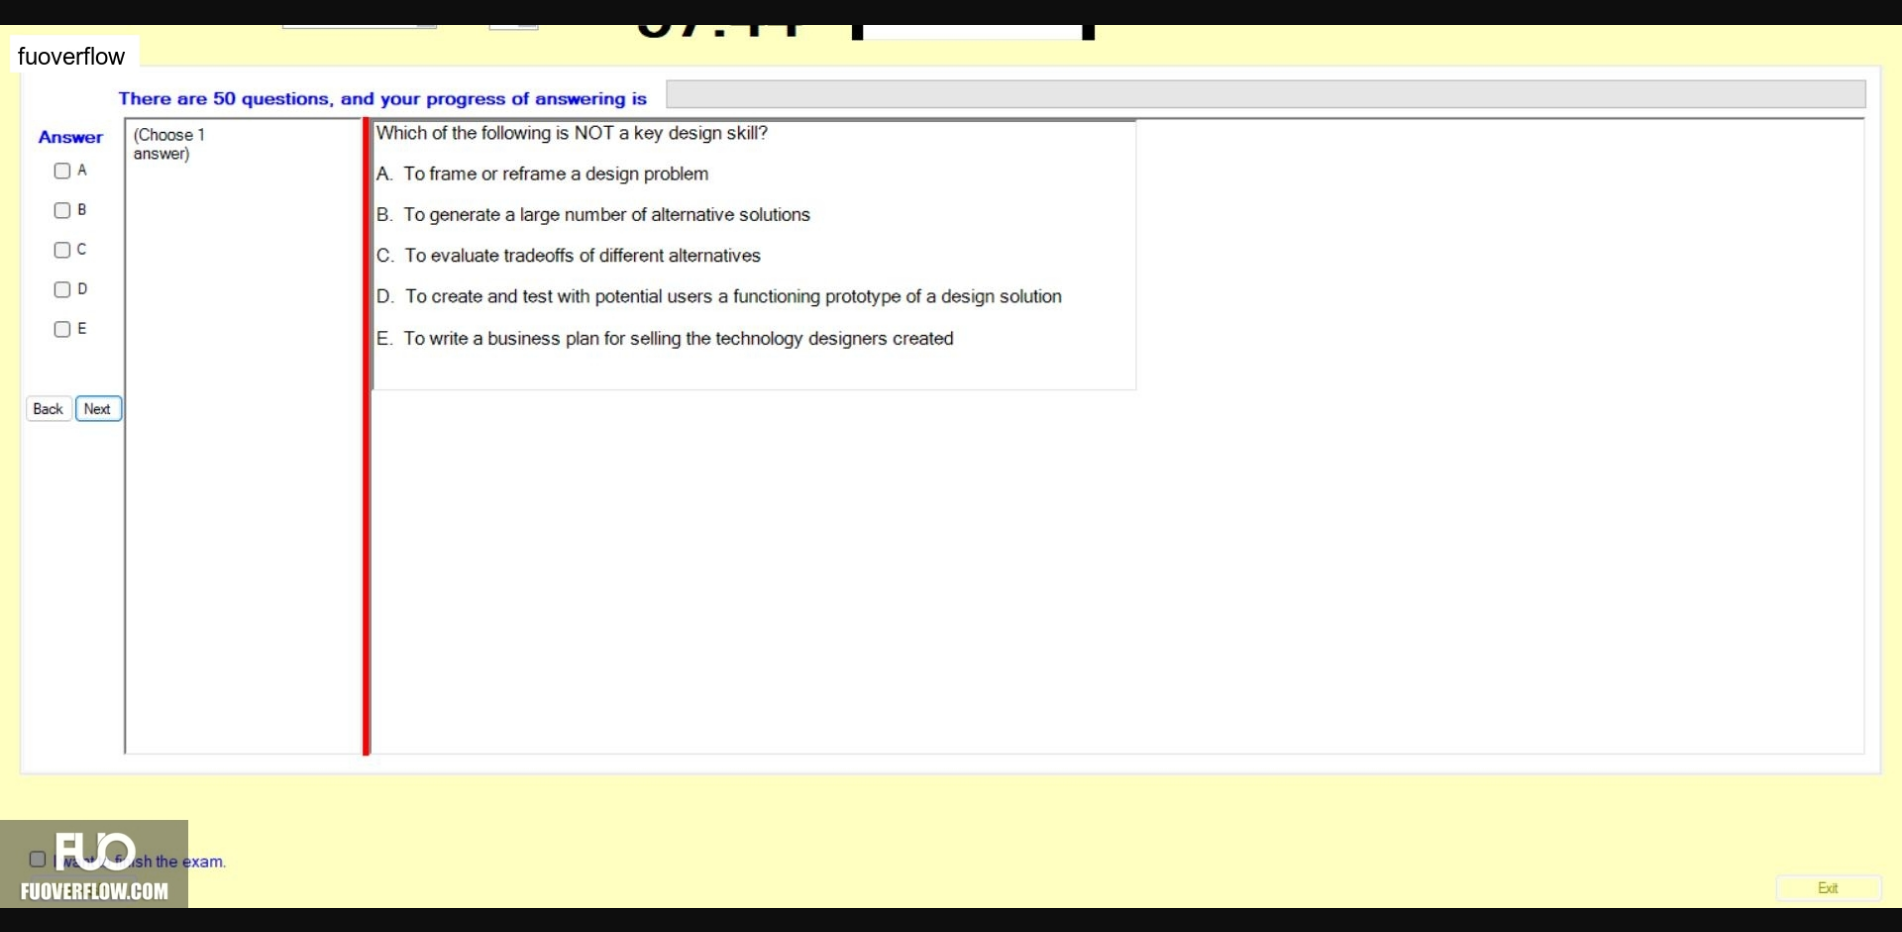 fuoverflow
There are 50 questions, and your progress of answering is
Answer
(Choose 1
answer)
A
B
C
D
E
Back
Next
Which of the following is NOT a key design skill?
A. To frame or reframe a design problem
B. To generate a large number of alternative solutions
C. To evaluate tradeoffs of different alternatives
D. To create and test with potential users a functioning prototype of a design solution
E. To write a business plan for selling the technology designers created
FUO
I want finish the exam.
FUOVERFLOW.COM
Exit